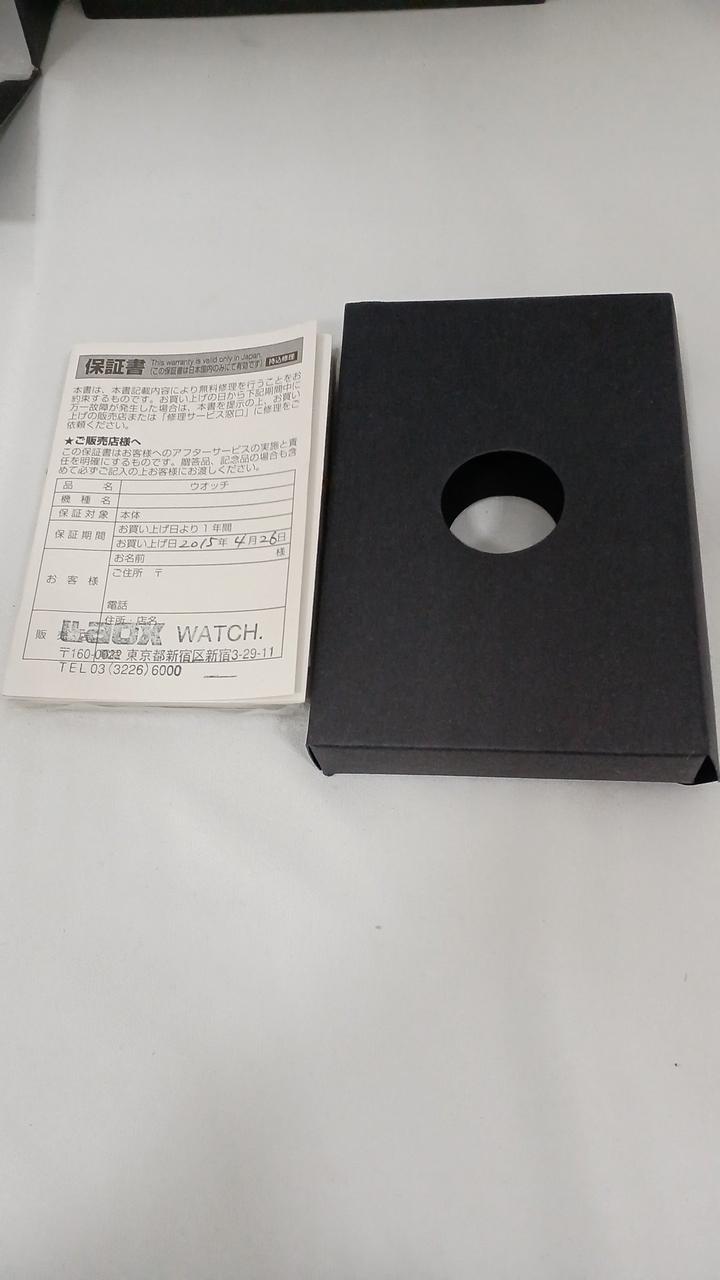 保証書
This warranty is valid only in Japan.
(この保証書は日本国内のみにて有効です)
持込修理
本書は、本書記載内容により無料修理を行うことをお
約束するものです。お買い上げの日から下記期間中に
万一故障が発生した場合は、本書を提示の上、お買い
上げの販売店または「修理サービス窓口」に修理をご
依頼ください。
★ご販売店様へ
この保証書はお客様へのアフターサービスの実施と責
任を明確にするものです。贈答品、記念品の場合も含
めて必ずご記入の上お客様にお渡しください。
品名 ウオッチ
機種名
保証対象 本体
保証期間 お買い上げ日より1年間
お買い上げ日 2015年 4月26日
お客様 お名前 様
ご住所 〒
電話
販売店 住所・店名
Laox WATCH.
〒160-0022 東京都新宿区新宿3-29-11
TEL 03(3226)6000